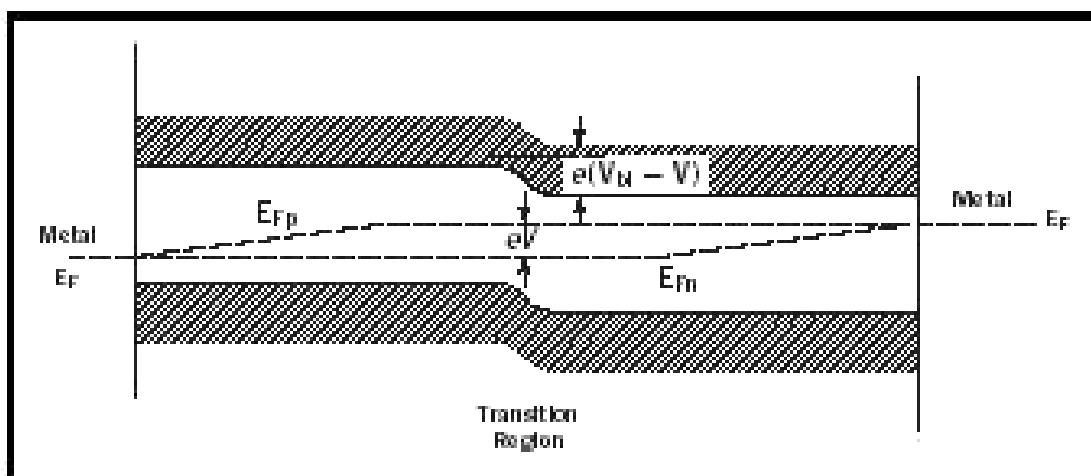 e(V_bi − V)
Metal
E_Fp
E_F
eV
Metal
E_F
E_Fn
Transition
Region